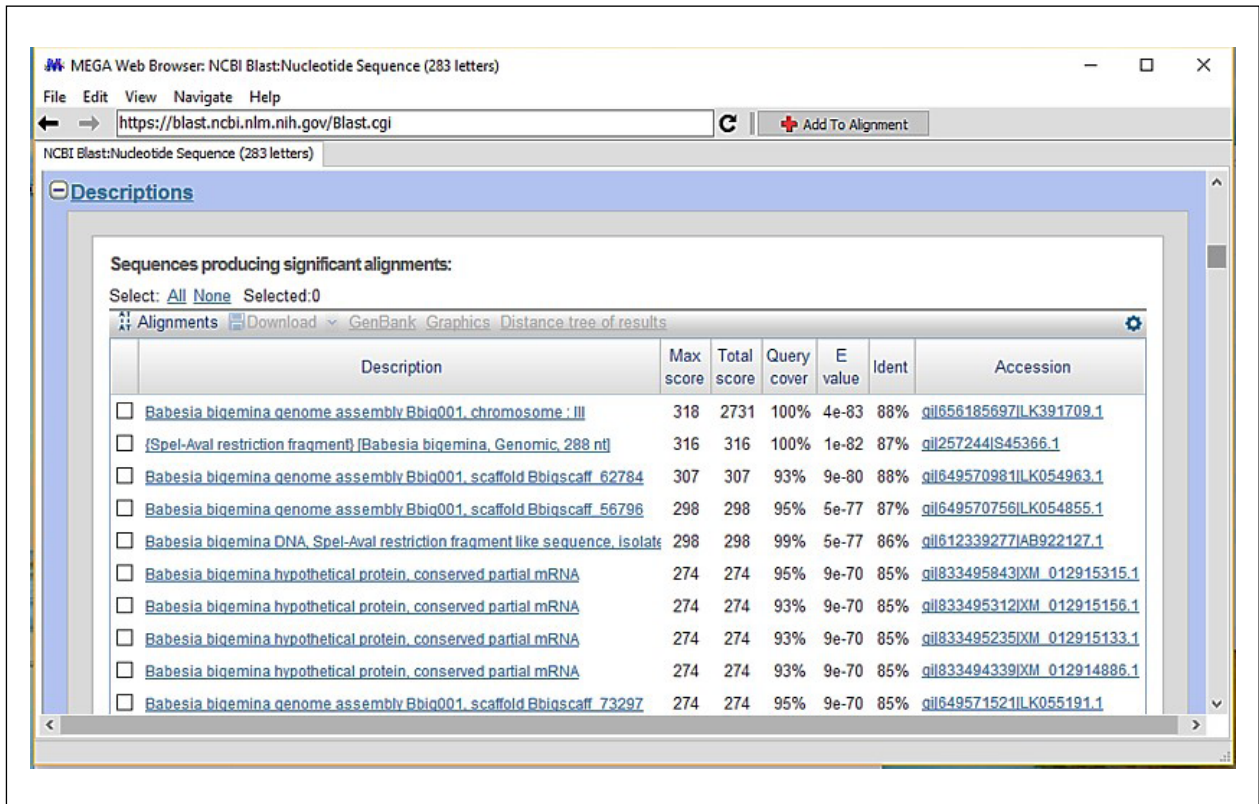 MEGA Web Browser: NCBI Blast:Nucleotide Sequence (283 letters)
File Edit View Navigate Help
https://blast.ncbi.nlm.nih.gov/Blast.cgi Add To Alignment
NCBI Blast:Nucleotide Sequence (283 letters)
Descriptions
Sequences producing significant alignments:
Select: All None Selected:0
Alignments Download GenBank Graphics Distance tree of results
Description Max score Total score Query cover E value Ident Accession
Babesia bigemina genome assembly Bbig001, chromosome : III 318 2731 100% 4e-83 88% gi|656185697|LK391709.1
{SpeI-AvaI restriction fragment} [Babesia bigemina, Genomic, 288 nt] 316 316 100% 1e-82 87% gi|257244|S45366.1
Babesia bigemina genome assembly Bbig001, scaffold Bbigscaff_62784 307 307 93% 9e-80 88% gi|649570981|LK054963.1
Babesia bigemina genome assembly Bbig001, scaffold Bbigscaff_56796 298 298 95% 5e-77 87% gi|649570756|LK054855.1
Babesia bigemina DNA, SpeI-AvaI restriction fragment like sequence, isolate 298 298 99% 5e-77 86% gi|612339277|AB922127.1
Babesia bigemina hypothetical protein, conserved partial mRNA 274 274 95% 9e-70 85% gi|833495843|XM_012915315.1
Babesia bigemina hypothetical protein, conserved partial mRNA 274 274 93% 9e-70 85% gi|833495312|XM_012915156.1
Babesia bigemina hypothetical protein, conserved partial mRNA 274 274 93% 9e-70 85% gi|833495235|XM_012915133.1
Babesia bigemina hypothetical protein, conserved partial mRNA 274 274 93% 9e-70 85% gi|833494339|XM_012914886.1
Babesia bigemina genome assembly Bbig001, scaffold Bbigscaff_73297 274 274 95% 9e-70 85% gi|649571521|LK055191.1